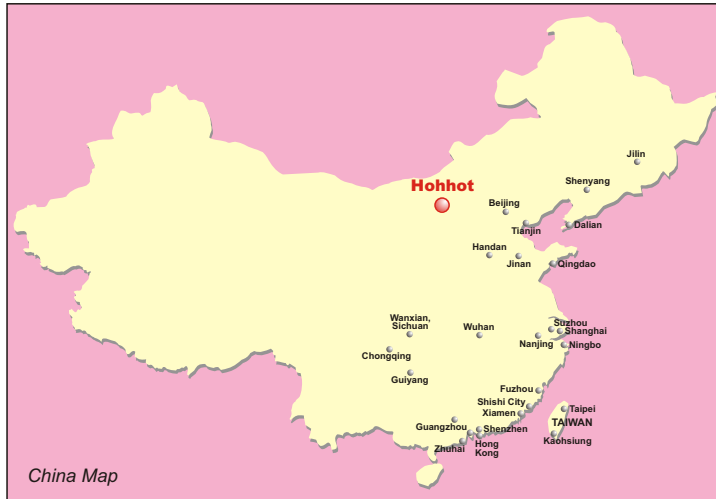 Jilin
Shenyang
Hohhot
Beijing
Tianjin
Dalian
Handan
Jinan
Qingdao
Wanxian,
Sichuan
Wuhan
Suzhou
Shanghai
Nanjing
Ningbo
Chongqing
Guiyang
Fuzhou
Shishi City
Xiamen
Taipei
TAIWAN
Guangzhou
Shenzhen
Kaohsiung
Zhuhai
Hong
Kong
China Map